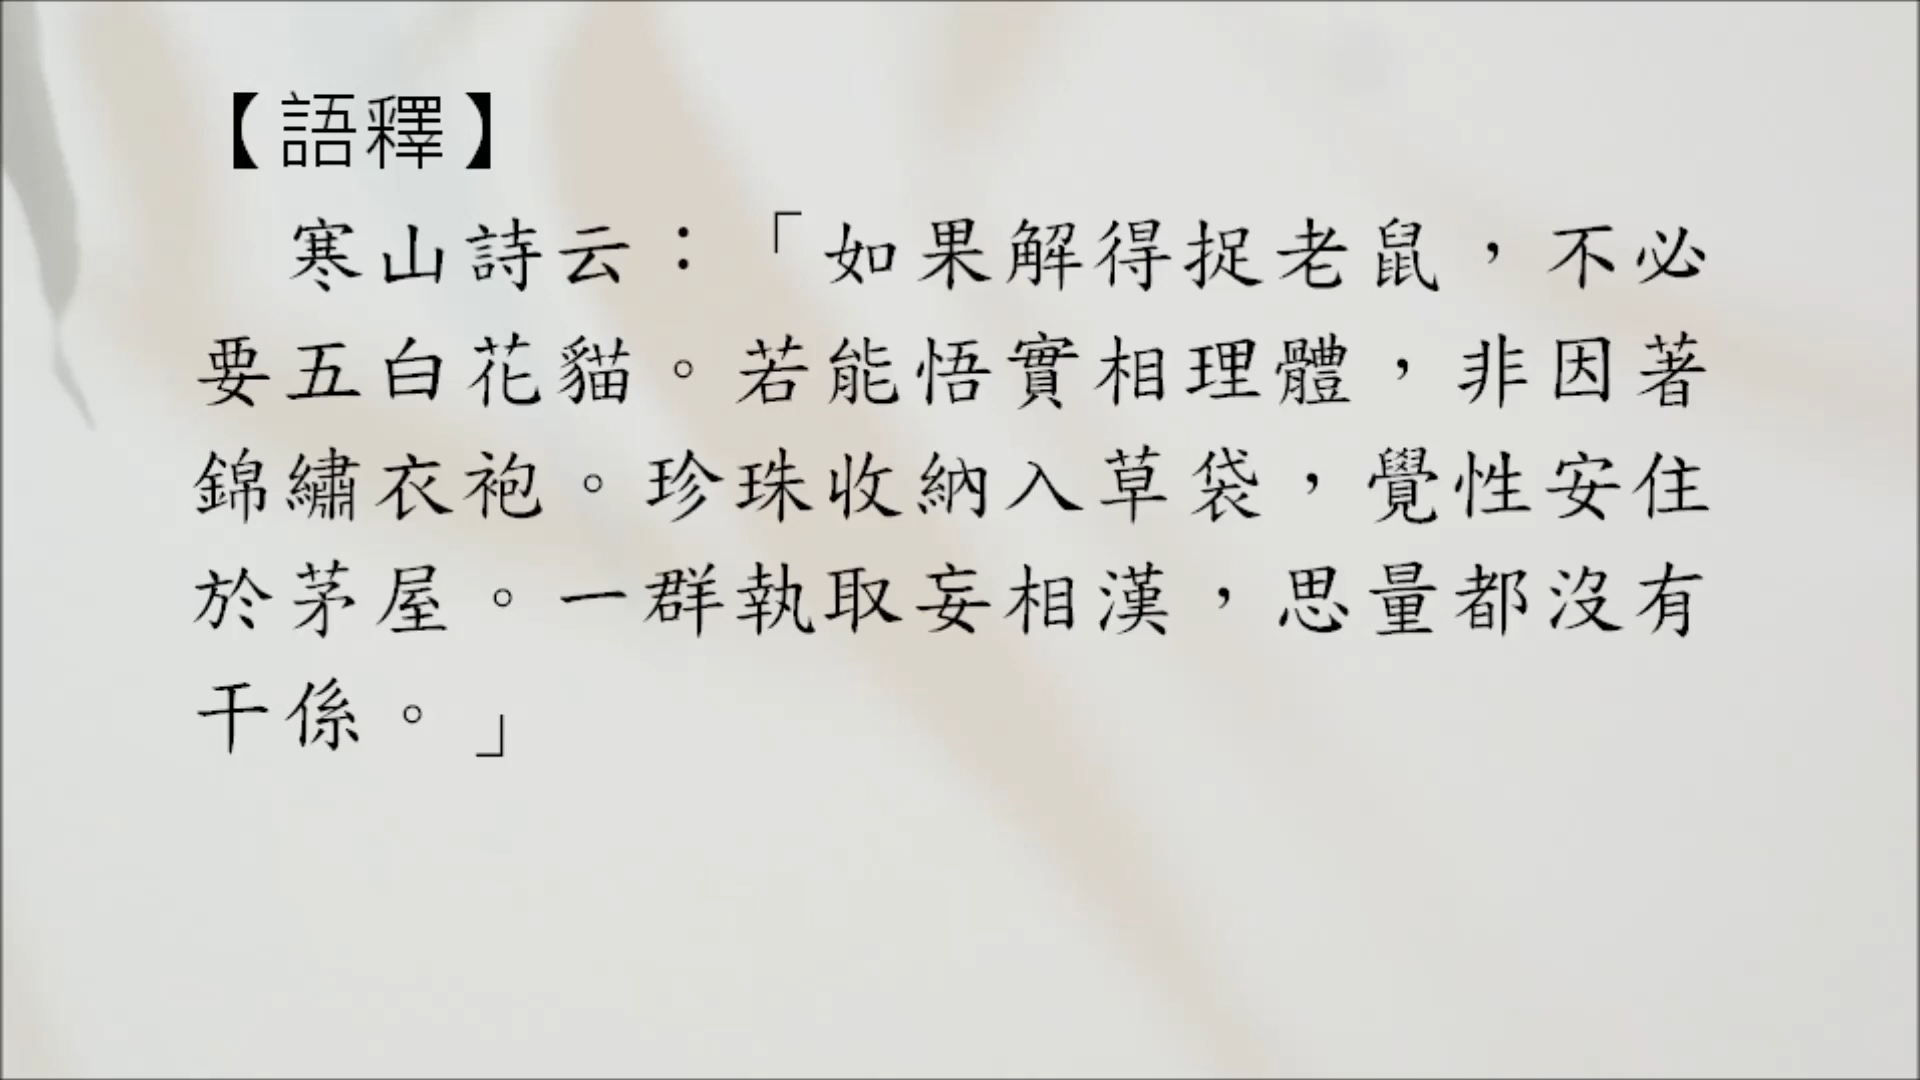 【語釋】
寒山詩云：「如果解得捉老鼠，不必
要五白花貓。若能悟實相理體，非因著
錦繡衣袍。珍珠收納入草袋，覺性安住
於茅屋。一群執取妄相漢，思量都沒有
干係。」